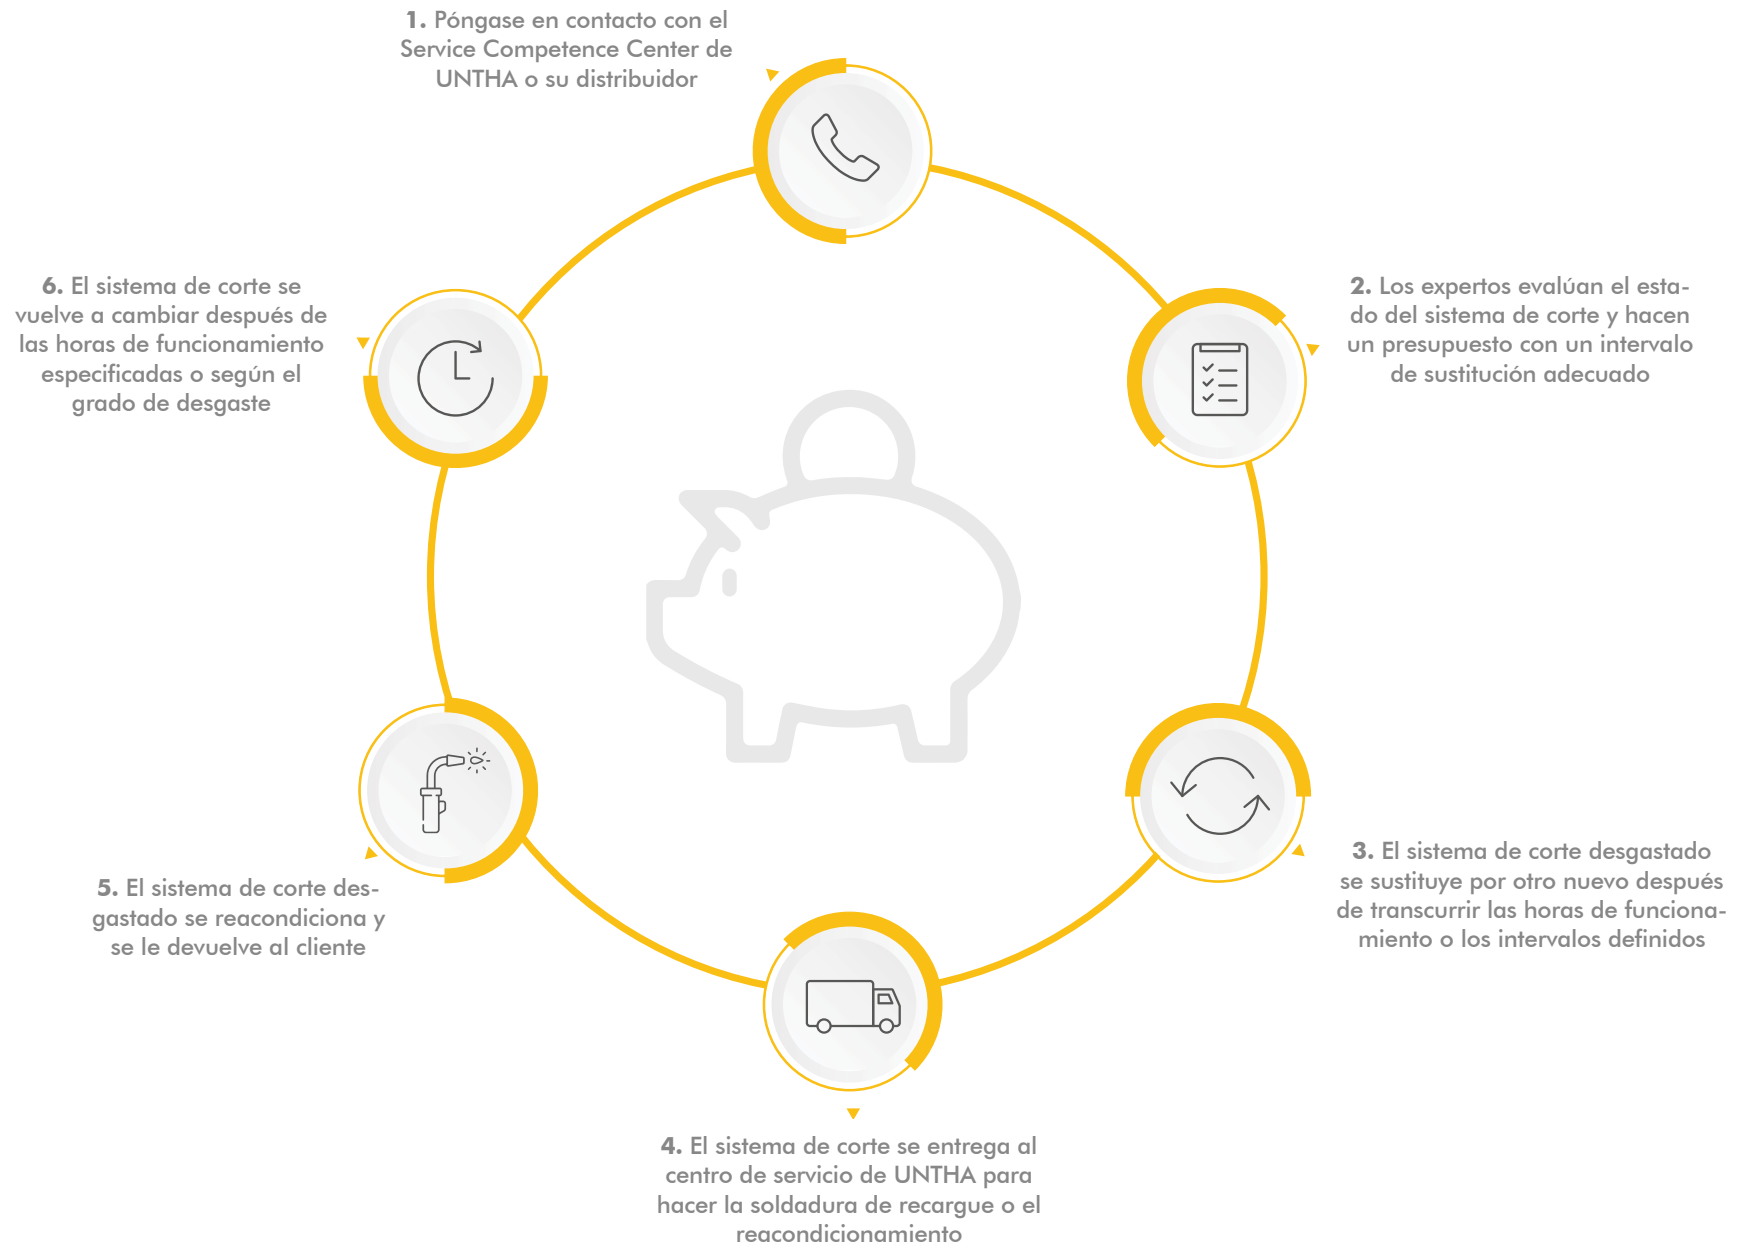 1. Póngase en contacto con el
Service Competence Center de
UNTHA o su distribuidor
2. Los expertos evalúan el esta-
do del sistema de corte y hacen
un presupuesto con un intervalo
de sustitución adecuado
3. El sistema de corte desgastado
se sustituye por otro nuevo después
de transcurrir las horas de funciona-
miento o los intervalos definidos
4. El sistema de corte se entrega al
centro de servicio de UNTHA para
hacer la soldadura de recargue o el
reacondicionamiento
5. El sistema de corte des-
gastado se reacondiciona y
se le devuelve al cliente
6. El sistema de corte se
vuelve a cambiar después de
las horas de funcionamiento
especificadas o según el
grado de desgaste